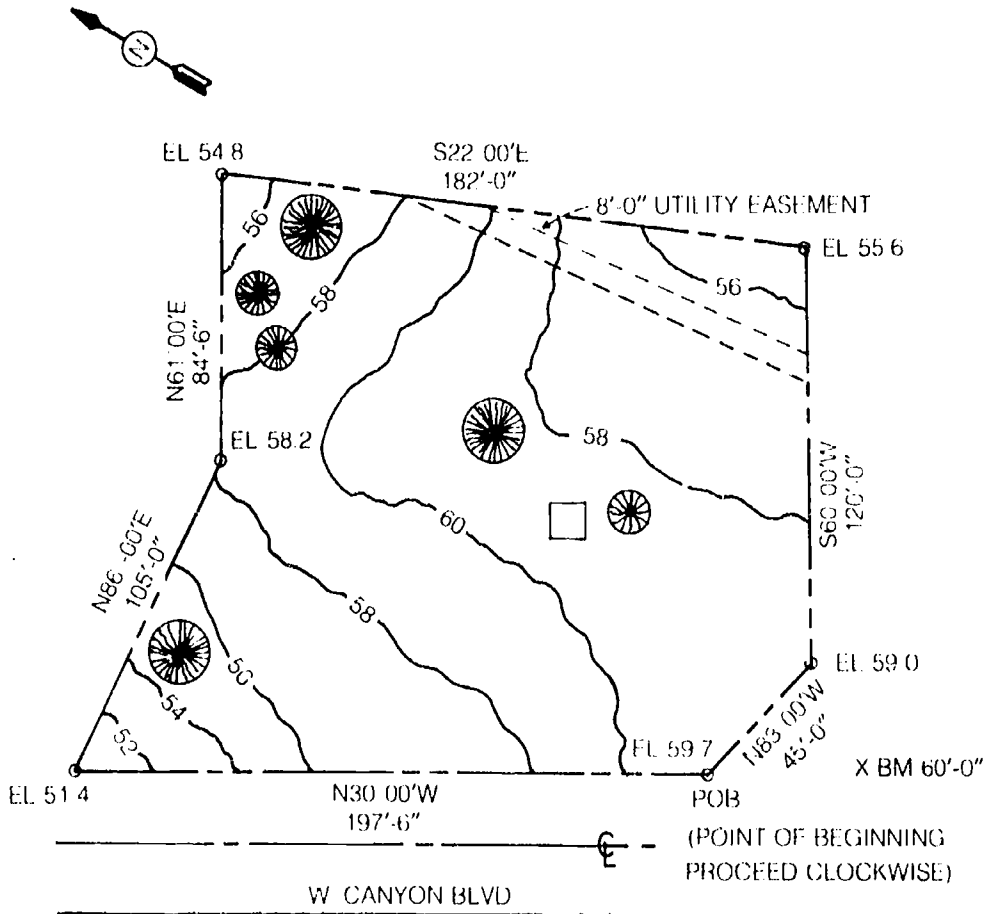 N
EL 54 8
S22 00'E
182'-0"
8'-0" UTILITY EASEMENT
EL 55 6
56
58
56
N61 00'E
84'-6"
EL 58.2
58
S60 00'W
120'-0"
60
N86 -00'E
105'-0"
58
56
54
52
EL 59 0
N83 00'W
45'-0"
EL 59.7
X BM 60'-0"
EL 51 4
N30 00'W
197'-6"
POB
(POINT OF BEGINNING
PROCEED CLOCKWISE)
W CANYON BLVD